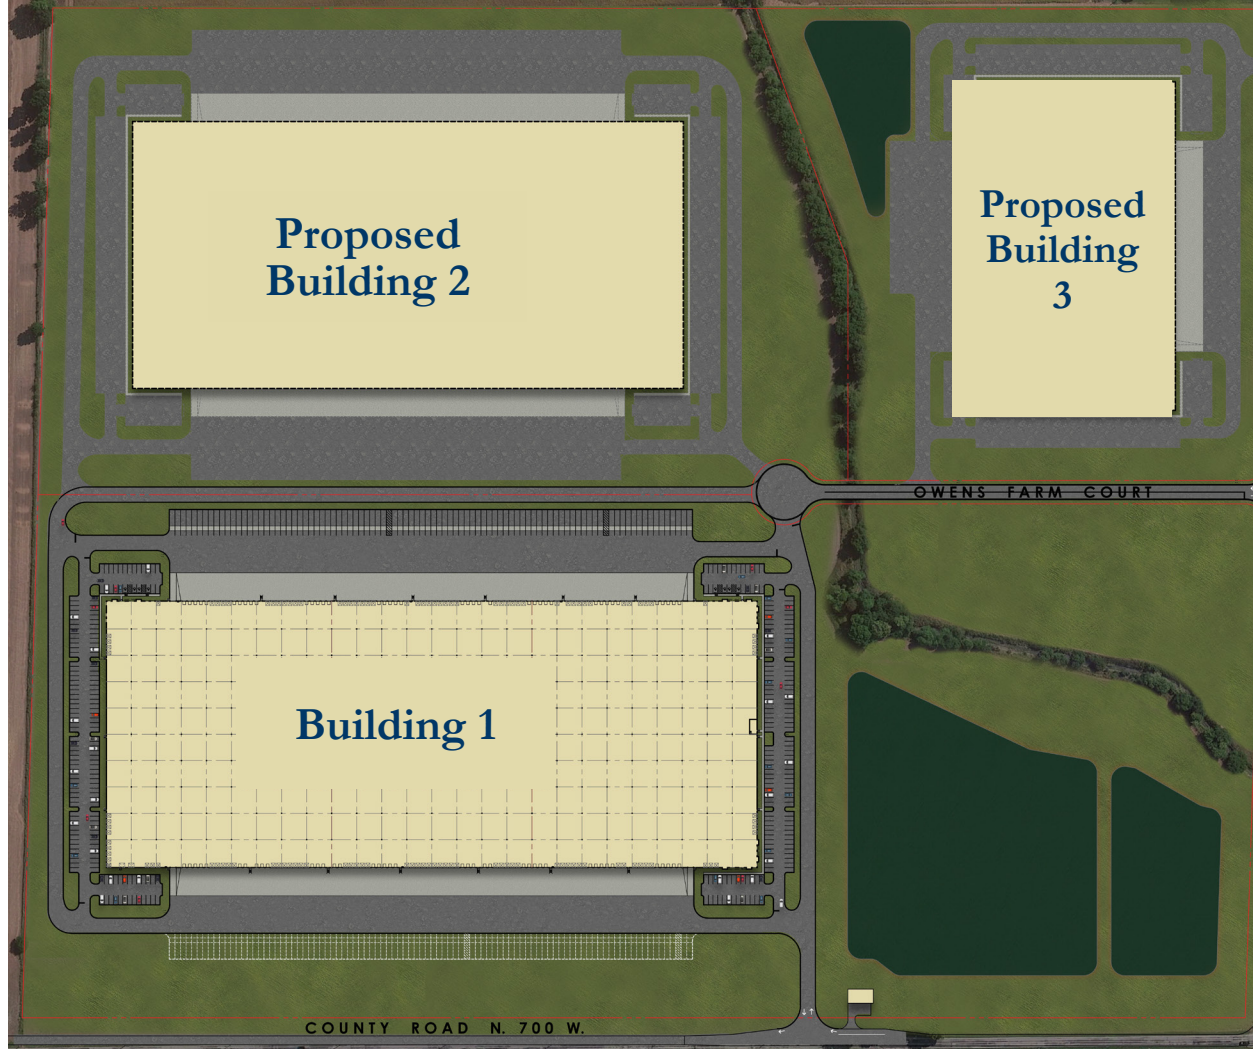 Proposed
Building 2
Proposed
Building
3
OWENS FARM COURT
Building 1
COUNTY ROAD N. 700 W.